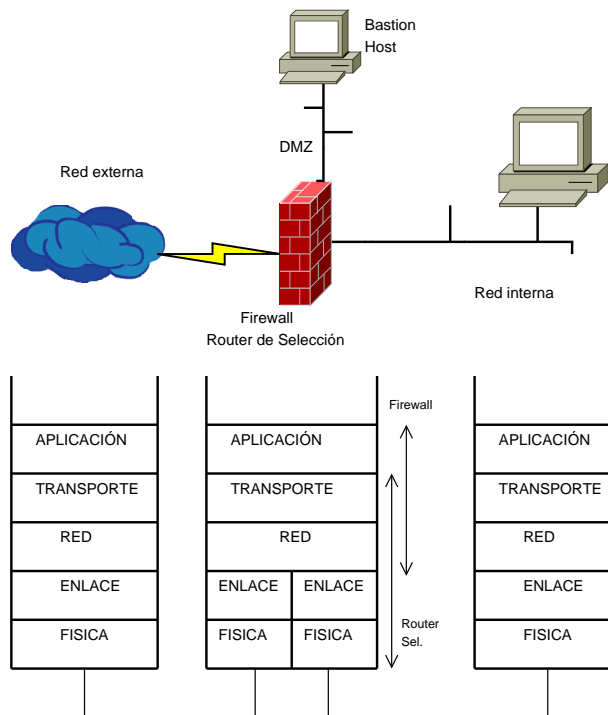 Bastion
Host
DMZ
Red externa
Red interna
Firewall
Router de Selección
Firewall
APLICACIÓN
APLICACIÓN
APLICACIÓN
TRANSPORTE
TRANSPORTE
TRANSPORTE
RED
RED
RED
ENLACE
ENLACE
ENLACE
ENLACE
Router
Sel.
FISICA
FISICA
FISICA
FISICA